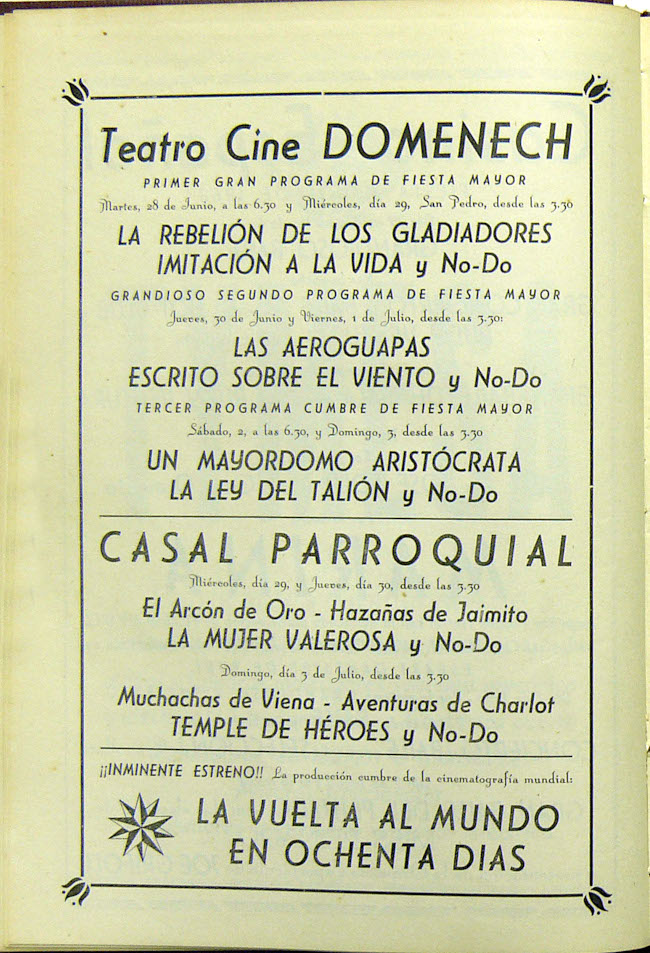 Teatro Cine DOMENECH
PRIMER GRAN PROGRAMA DE FIESTA MAYOR
Martes, 28 de Junio, a las 6.30 y Miércoles, día 29, San Pedro, desde las 3.30
LA REBELIÓN DE LOS GLADIADORES
IMITACIÓN A LA VIDA y No-Do
GRANDIOSO SEGUNDO PROGRAMA DE FIESTA MAYOR
Jueves, 30 de Junio y Viernes, 1 de Julio, desde las 3.30:
LAS AEROGUAPAS
ESCRITO SOBRE EL VIENTO y No-Do
TERCER PROGRAMA CUMBRE DE FIESTA MAYOR
Sábado, 2, a las 6.30, y Domingo, 3, desde las 3.30
UN MAYORDOMO ARISTÓCRATA
LA LEY DEL TALIÓN y No-Do
CASAL PARROQUIAL
Miércoles, día 29, y Jueves, día 30, desde las 3.30
El Arcón de Oro - Hazañas de Jaimito
LA MUJER VALEROSA y No-Do
Domingo, día 3 de Julio, desde las 3.30
Muchachas de Viena - Aventuras de Charlot
TEMPLE DE HÉROES y No-Do
¡¡INMINENTE ESTRENO!! La producción cumbre de la cinematografía mundial:
LA VUELTA AL MUNDO
EN OCHENTA DIAS